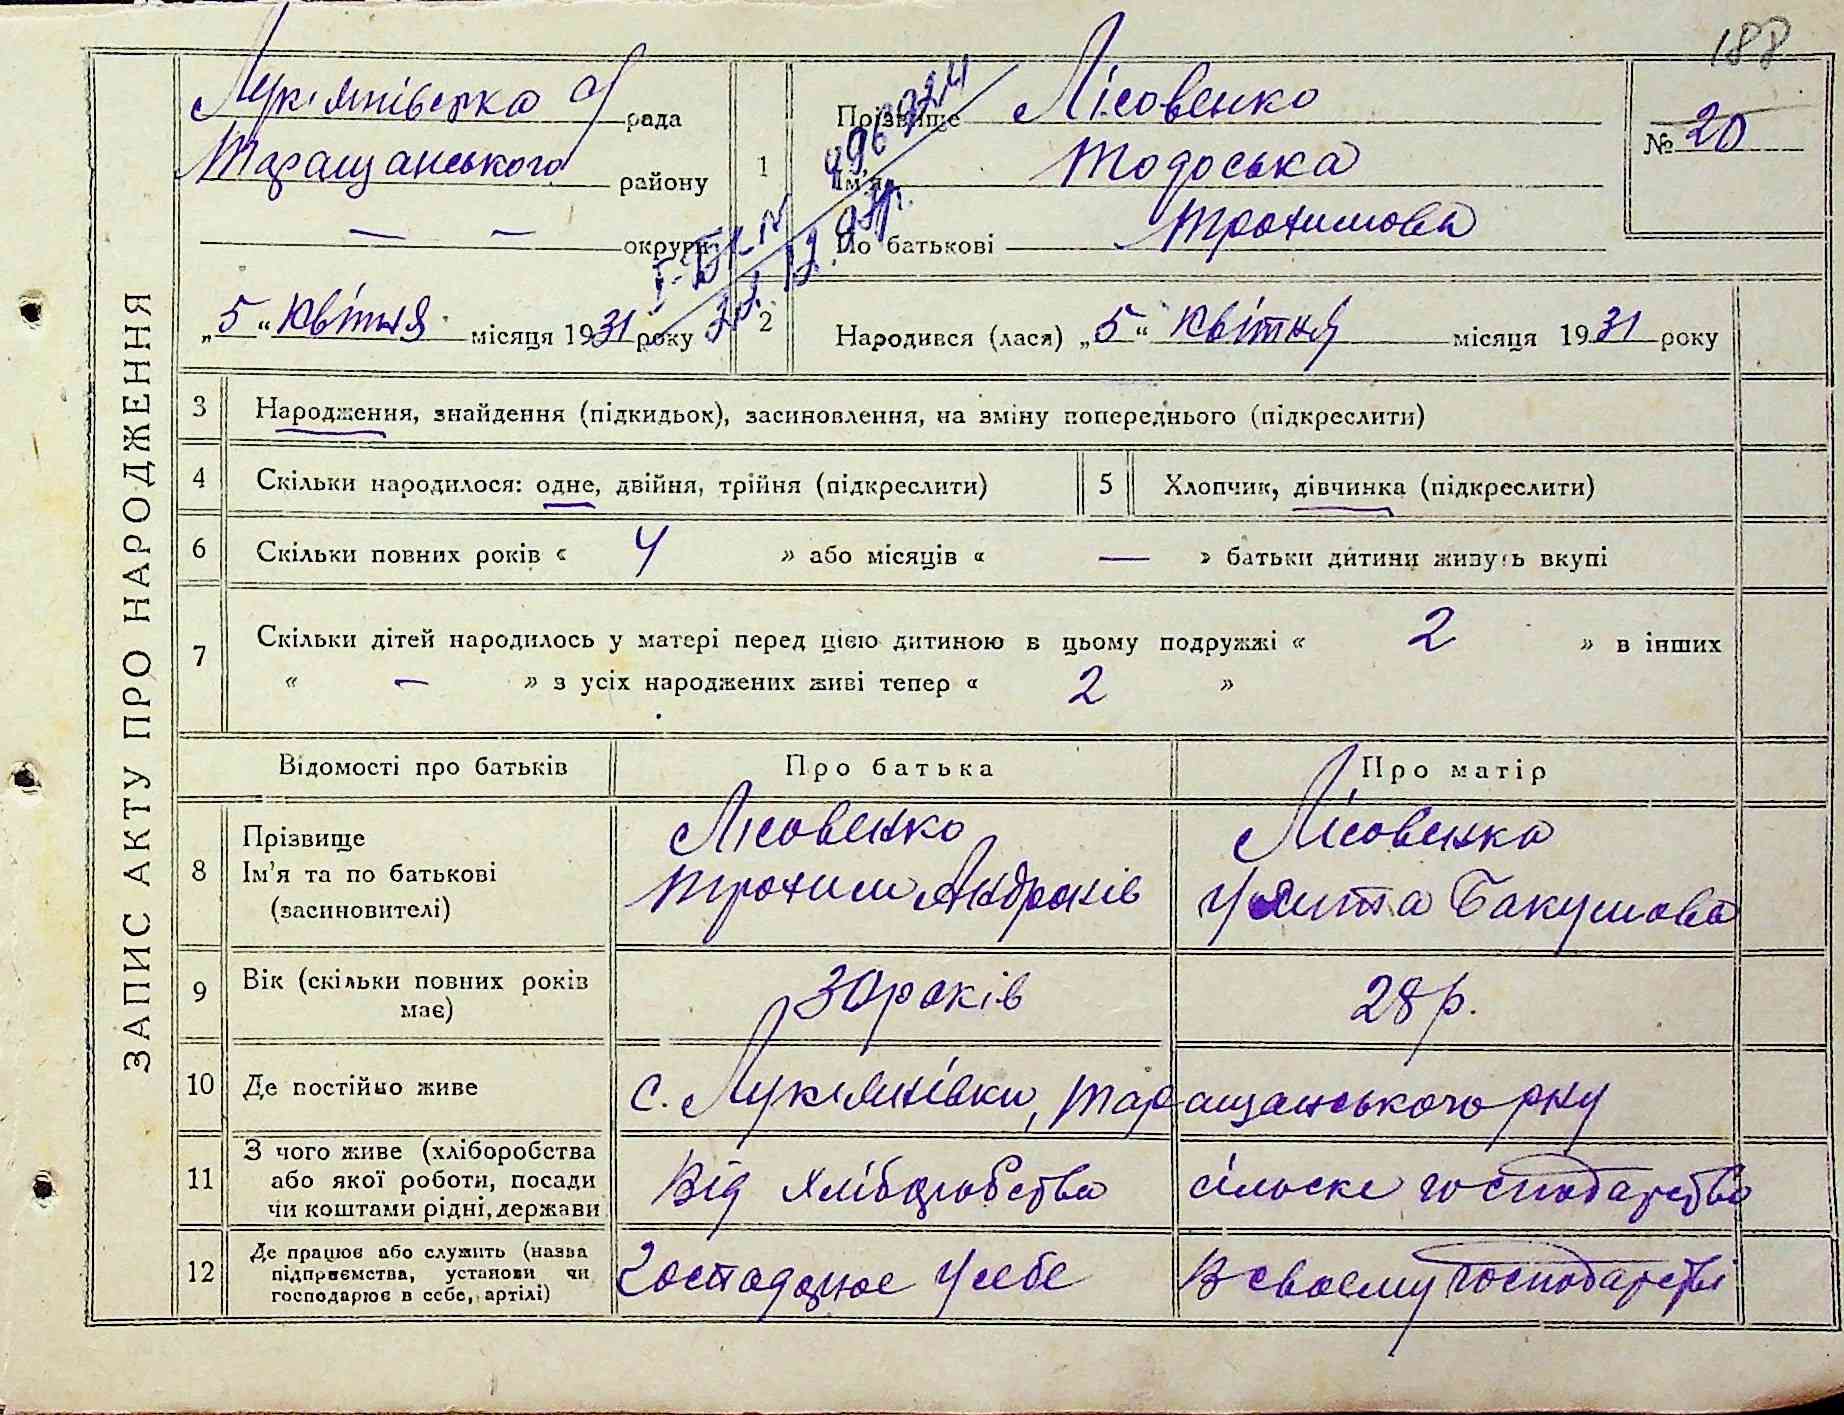 188
ЗАПИС АКТУ ПРО НАРОДЖЕННЯ
Лук'янівська с/рада
Таращанського району
— — округи
„5“ Квітня місяця 1931 року
1
Прізвище Лісовенко
Ім'я Тодоська
По батькові Трохимова
№ 20
2
Народився (лася) „5“ Квітня місяця 1931 року
3 Народження, знайдення (підкидьок), засиновлення, на зміну попереднього (підкреслити)
4 Скільки народилося: одне, двійня, трійня (підкреслити) 5 Хлопчик, дівчинка (підкреслити)
6 Скільки повних років « 4 » або місяців « — » батьки дитини живуть вкупі
7 Скільки дітей народилось у матері перед цією дитиною в цьому подружжі « 2 » в інших
« — » з усіх народжених живі тепер « 2 »
Відомості про батьків Про батька Про матір
8
Прізвище
Ім'я та по батькові
(засиновителі)
Лісовенко
Трохим Андронів
Лісовенко
Улита Бакумова
9 Вік (скільки повних років
має)
30 років
28 р.
10 Де постійно живе
с. Лук'янівки, Таращанського рну
11
З чого живе (хліборобства
або якої роботи, посади
чи коштами рідні, держави
Від хліборобства
сільське господарство
12
Де працює або служить (назва
підприємства, установи чи
господарює в себе, артілі)
Господарює у себе
В своєму господарстві